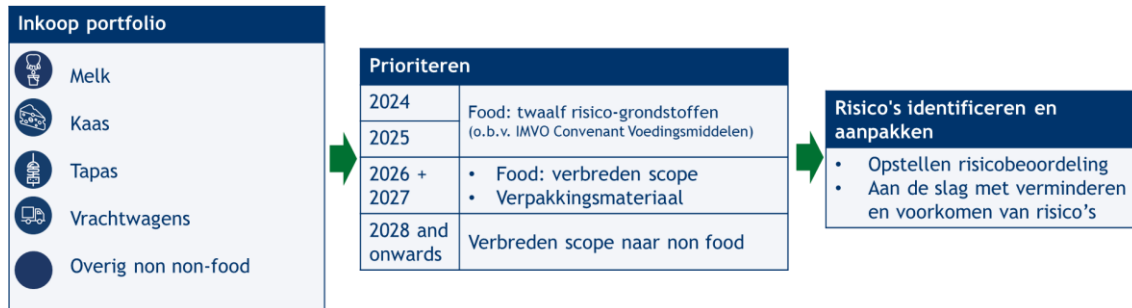 Inkoop portfolio
Melk
Kaas
Tapas
Vrachtwagens
Overig non non-food
Prioriteren
2024
2025
Food: twaalf risico-grondstoffen
(o.b.v. IMVO Convenant Voedingsmiddelen)
2026 +
2027
• Food: verbreden scope
• Verpakkingsmateriaal
2028 and
onwards
Verbreden scope naar non food
Risico's identificeren en
aanpakken
• Opstellen risicobeoordeling
• Aan de slag met verminderen
en voorkomen van risico's